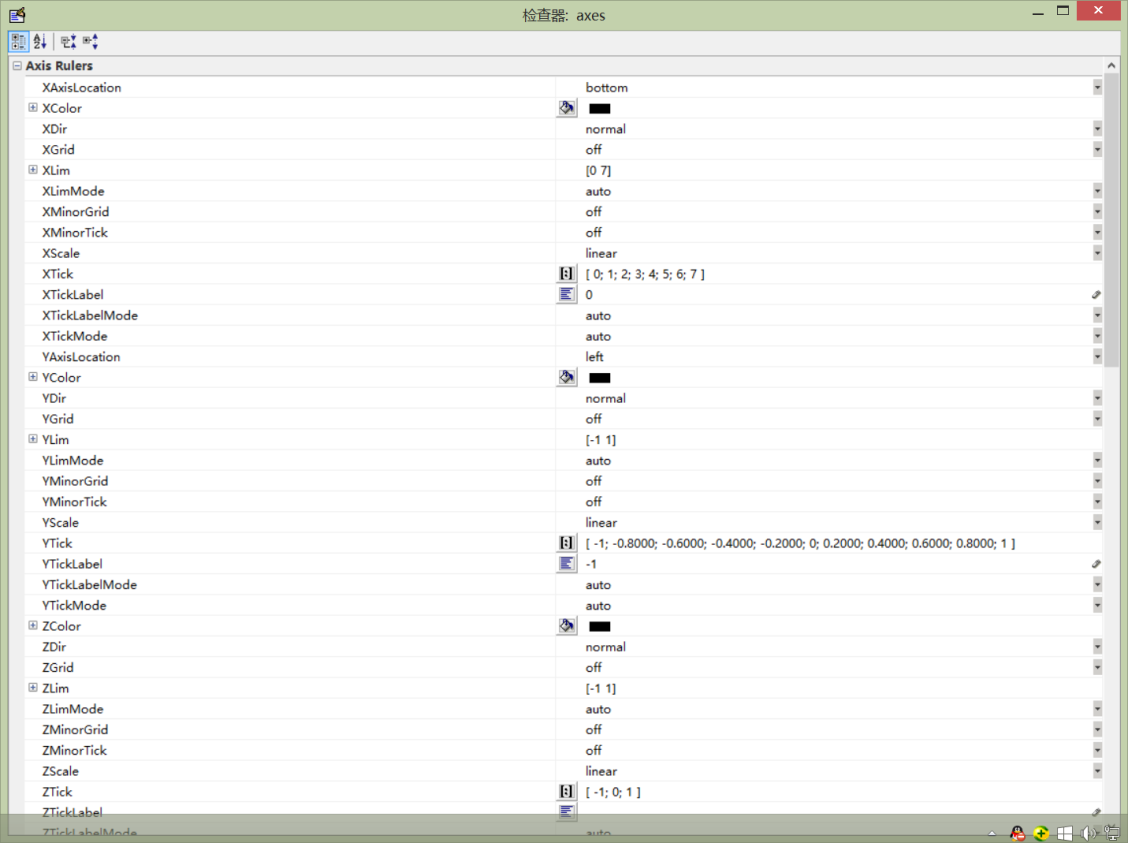 检查器: axes
Axis Rulers
XAxisLocation bottom
XColor
XDir normal
XGrid off
XLim [0 7]
XLimMode auto
XMinorGrid off
XMinorTick off
XScale linear
XTick [ 0; 1; 2; 3; 4; 5; 6; 7 ]
XTickLabel 0
XTickLabelMode auto
XTickMode auto
YAxisLocation left
YColor
YDir normal
YGrid off
YLim [-1 1]
YLimMode auto
YMinorGrid off
YMinorTick off
YScale linear
YTick [ -1; -0.8000; -0.6000; -0.4000; -0.2000; 0; 0.2000; 0.4000; 0.6000; 0.8000; 1 ]
YTickLabel -1
YTickLabelMode auto
YTickMode auto
ZColor
ZDir normal
ZGrid off
ZLim [-1 1]
ZLimMode auto
ZMinorGrid off
ZMinorTick off
ZScale linear
ZTick [ -1; 0; 1 ]
ZTickLabel
ZTickLabelMode auto